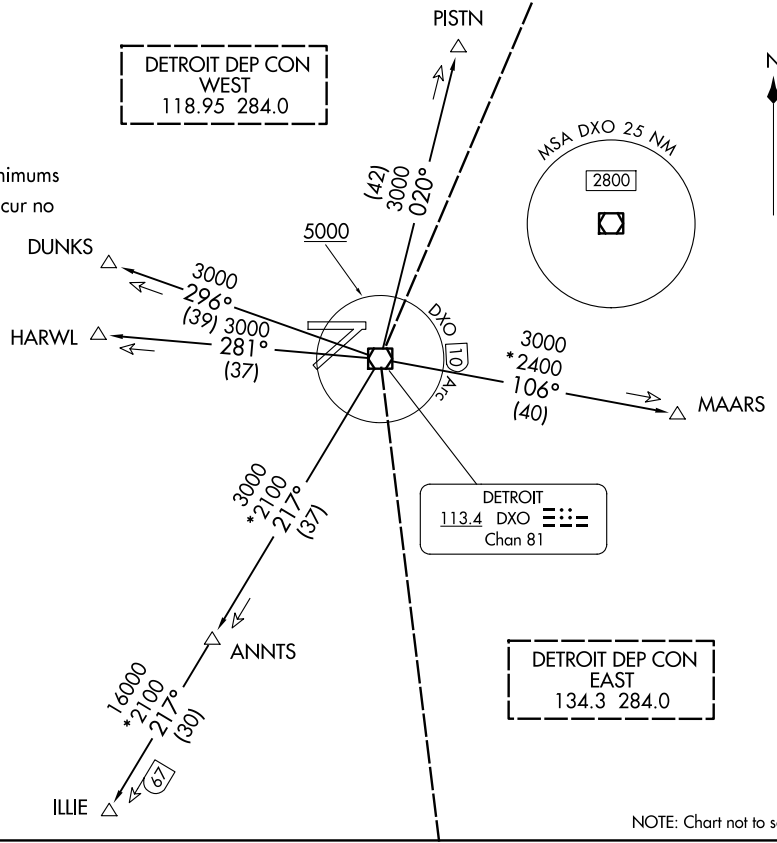 PISTN
DETROIT DEP CON
WEST
118.95 284.0
N
MSA DXO 25 NM
2800
nimums
cur no
(42)
3000
020°
5000
DUNKS
3000
296°
(39)
HARWL
3000
281°
(37)
DXO 10 Arc
3000
*2400
106°
(40)
MAARS
3000
*2100
217°
(37)
DETROIT
113.4 DXO
Chan 81
ANNTS
DETROIT DEP CON
EAST
134.3 284.0
16000
*2100
217°
(30)
67
ILLIE
NOTE: Chart not to s